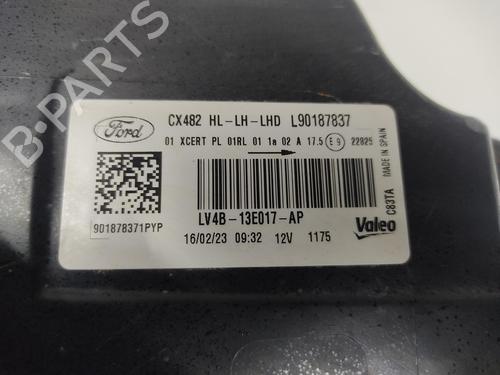 Ford
CX482 HL-LH-LHD L90187837
01 XCERT PL 01RL 01 1a 02 A 17.5 E9 22825
MADE IN SPAIN
C83TA
901878371PYP
LV4B-13E017-AP
16/02/23 09:32 12V 1175
Valeo
B-PARTS